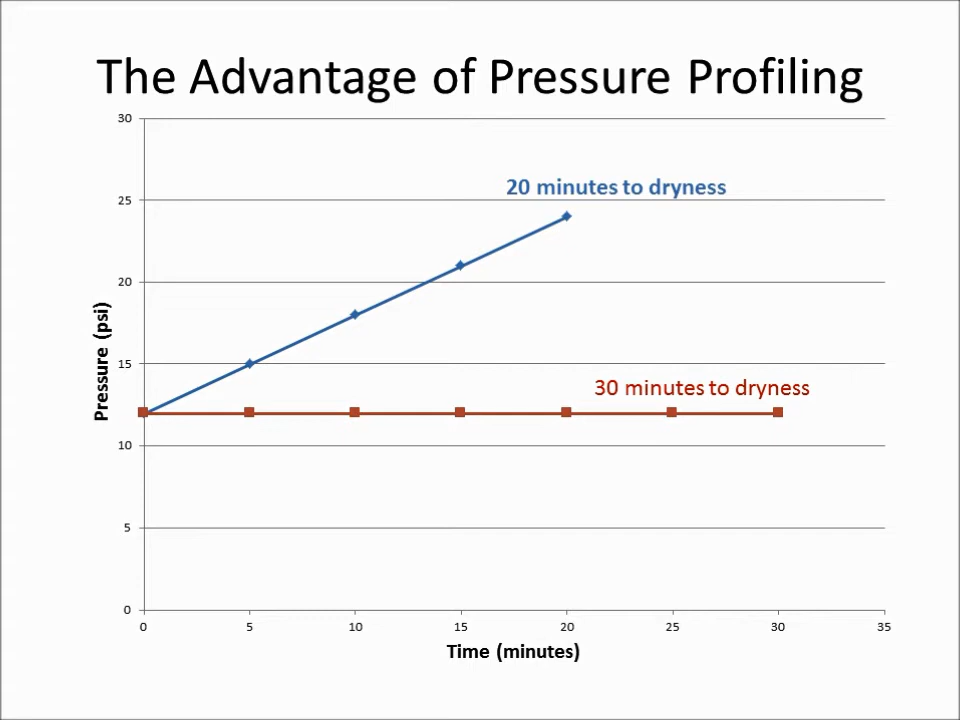 The Advantage of Pressure Profiling
30
20 minutes to dryness
25
20
Pressure (psi)
15
30 minutes to dryness
10
5
0
0 5 10 15 20 25 30 35
Time (minutes)